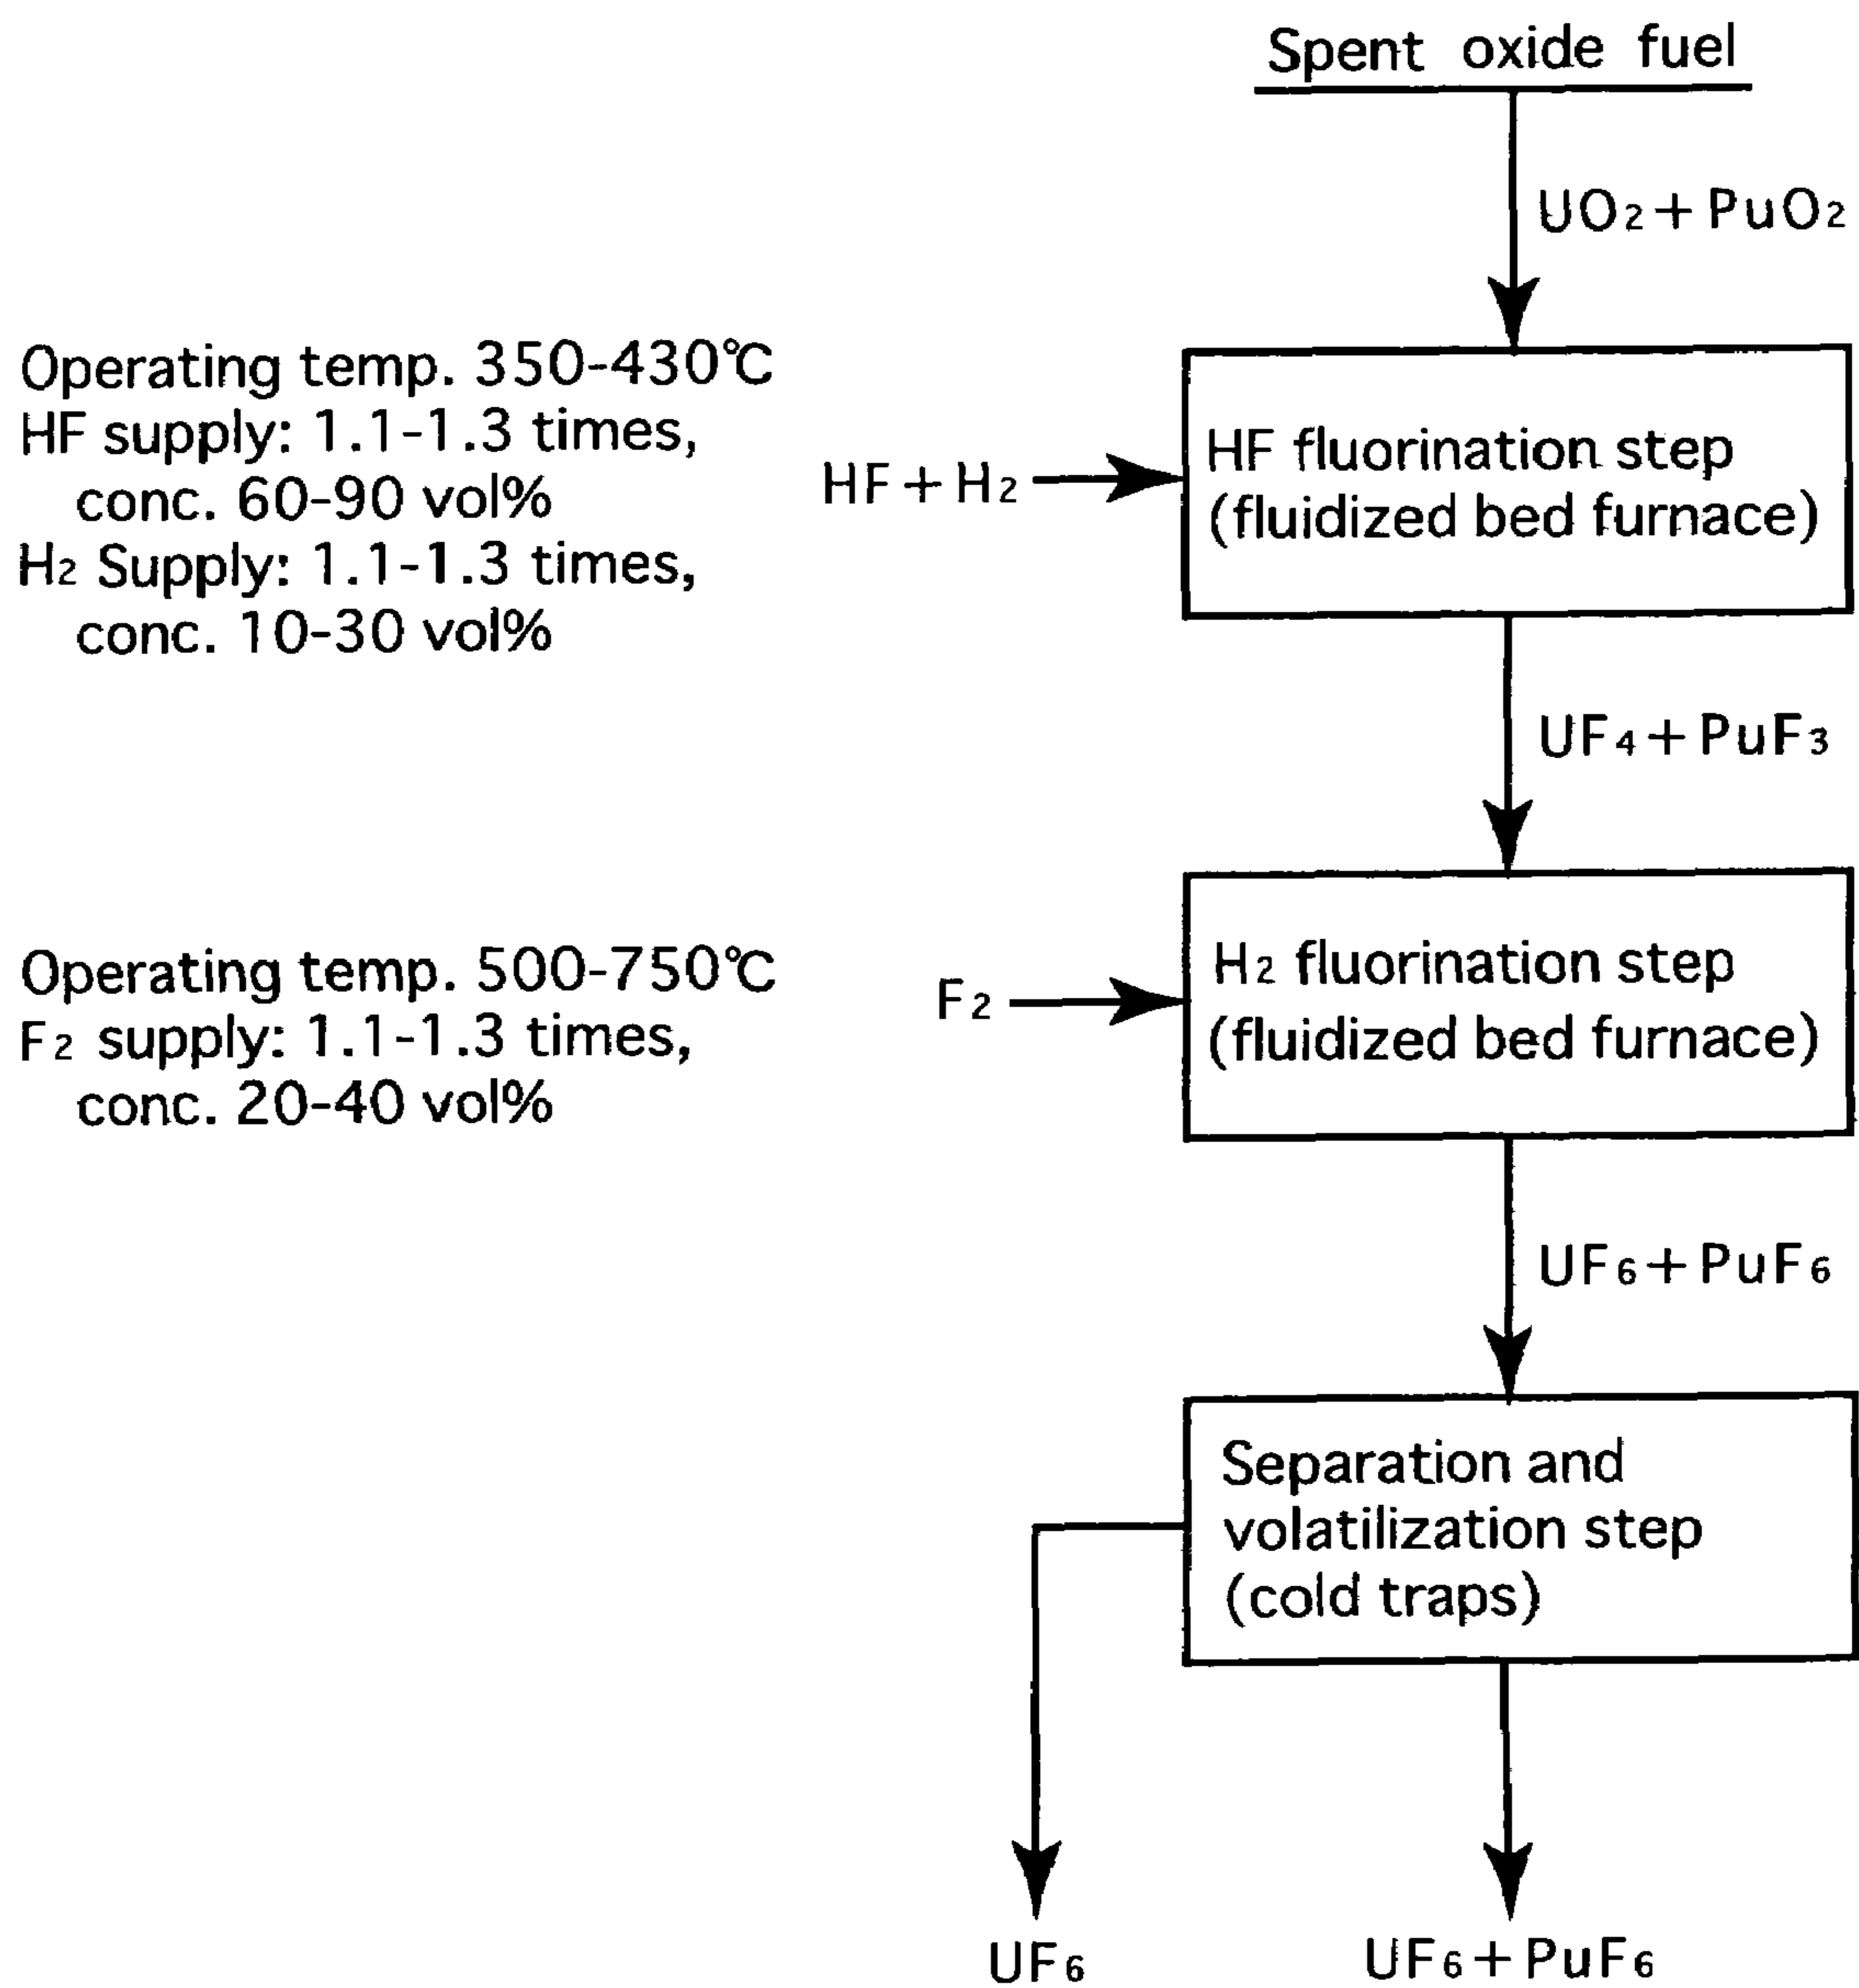 Spent oxide fuel
UO₂ + PuO₂
Operating temp. 350-430℃
HF supply: 1.1-1.3 times,
conc. 60-90 vol%
H₂ Supply: 1.1-1.3 times,
conc. 10-30 vol%
HF + H₂
HF fluorination step
(fluidized bed furnace)
UF₄ + PuF₃
Operating temp. 500-750℃
F₂ supply: 1.1-1.3 times,
conc. 20-40 vol%
F₂
H₂ fluorination step
(fluidized bed furnace)
UF₆ + PuF₆
Separation and
volatilization step
(cold traps)
UF₆
UF₆ + PuF₆